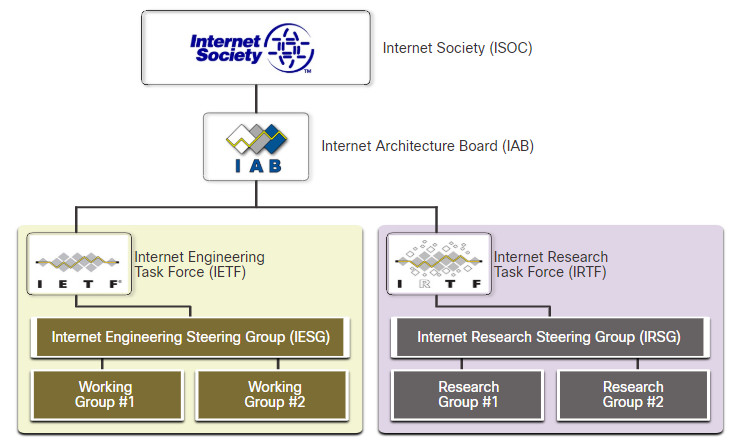 Internet
Society
TM
Internet Society (ISOC)
IAB
Internet Architecture Board (IAB)
IETF®
Internet Engineering
Task Force (IETF)
IRTF
Internet Research
Task Force (IRTF)
Internet Engineering Steering Group (IESG)
Working
Group #1
Working
Group #2
Internet Research Steering Group (IRSG)
Research
Group #1
Research
Group #2